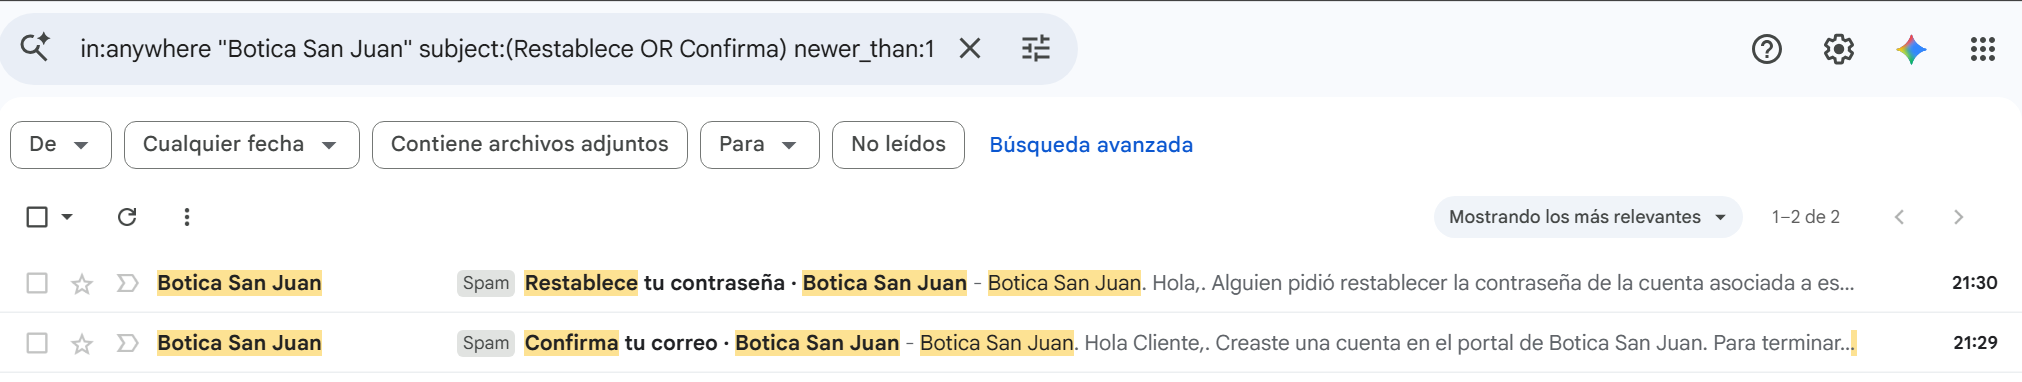 in:anywhere "Botica San Juan" subject:(Restablece OR Confirma) newer_than:1
De Cualquier fecha Contiene archivos adjuntos Para No leídos Búsqueda avanzada
Mostrando los más relevantes 1–2 de 2
Botica San Juan Spam Restablece tu contraseña · Botica San Juan - Botica San Juan. Hola,. Alguien pidió restablecer la contraseña de la cuenta asociada a es... 21:30
Botica San Juan Spam Confirma tu correo · Botica San Juan - Botica San Juan. Hola Cliente,. Creaste una cuenta en el portal de Botica San Juan. Para terminar... 21:29